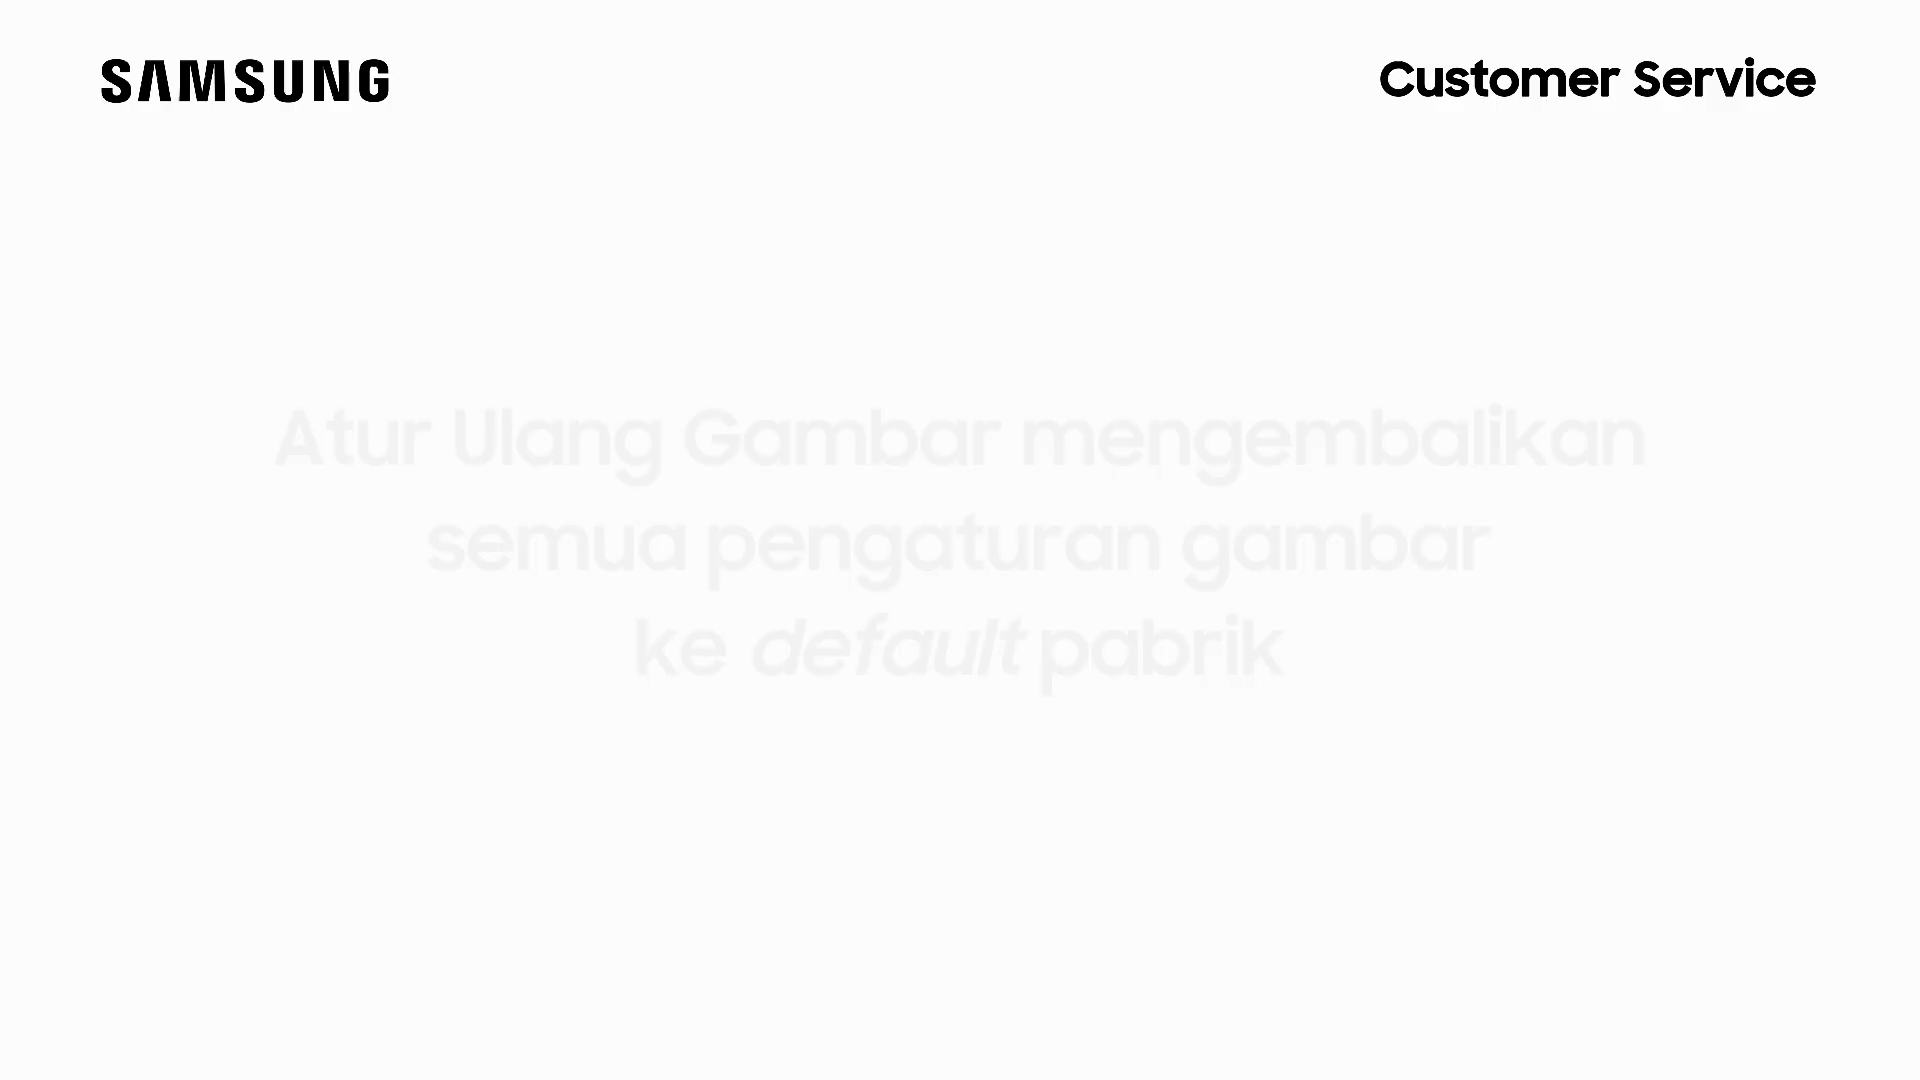 SAMSUNG
Customer Service
Atur Ulang Gambar mengembalikan
semua pengaturan gambar
ke default pabrik